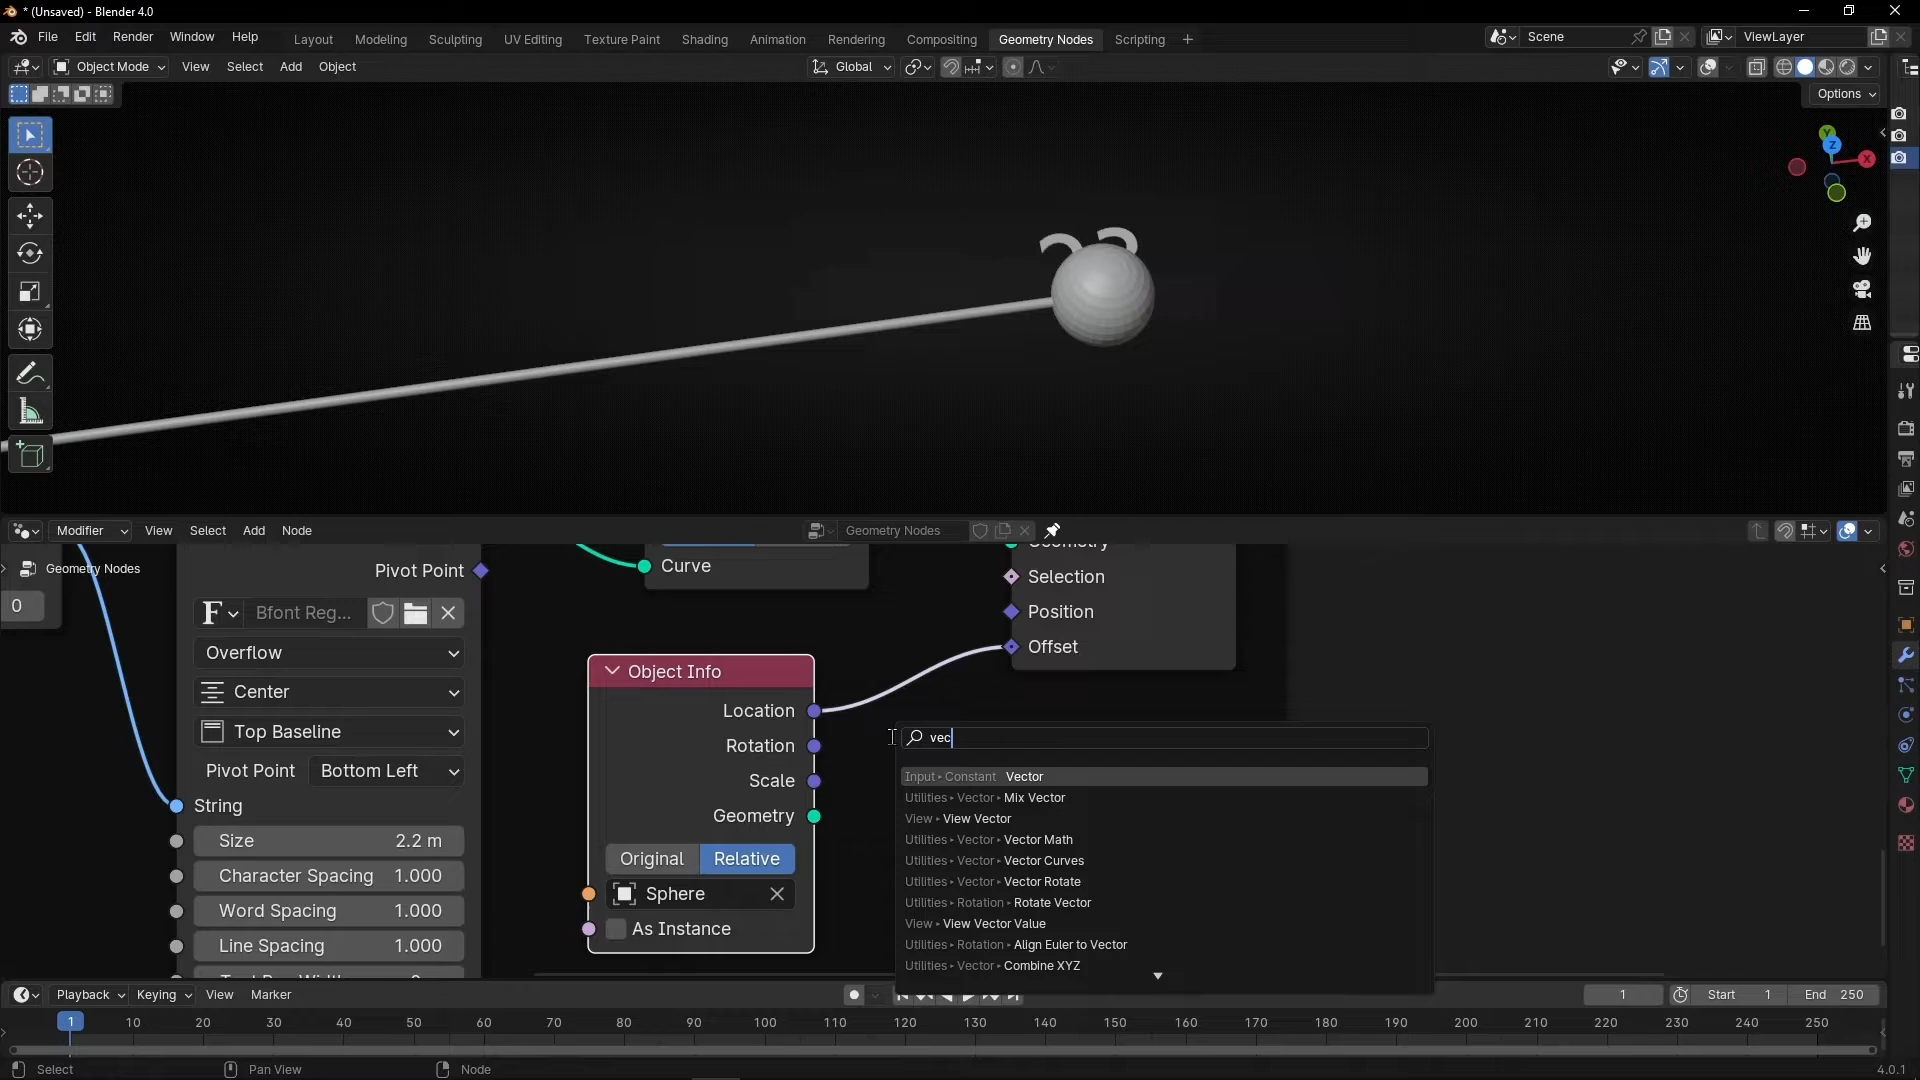 * (Unsaved) - Blender 4.0
File Edit Render Window Help Layout Modeling Sculpting UV Editing Texture Paint Shading Animation Rendering Compositing Geometry Nodes Scripting + Scene ViewLayer
Object Mode View Select Add Object Global
Options
Y
Z
X
Modifier View Select Add Node Geometry Nodes
Geometry Nodes
0
Pivot Point
F Bfont Reg...
Overflow
Center
Top Baseline
Pivot Point Bottom Left
String
Size 2.2 m
Character Spacing 1.000
Word Spacing 1.000
Line Spacing 1.000
Curve
Geometry
Selection
Position
Offset
Object Info
Location
Rotation
Scale
Geometry
Original Relative
Sphere
As Instance
vec
Input Constant Vector
Utilities Vector Mix Vector
View View Vector
Utilities Vector Vector Math
Utilities Vector Vector Curves
Utilities Vector Vector Rotate
Utilities Rotation Rotate Vector
View View Vector Value
Utilities Rotation Align Euler to Vector
Utilities Vector Combine XYZ
Playback Keying View Marker 1 Start 1 End 250
1 10 20 30 40 50 60 70 80 90 100 110 120 130 140 150 160 170 180 190 200 210 220 230 240 250
Select Pan View Node 4.0.1